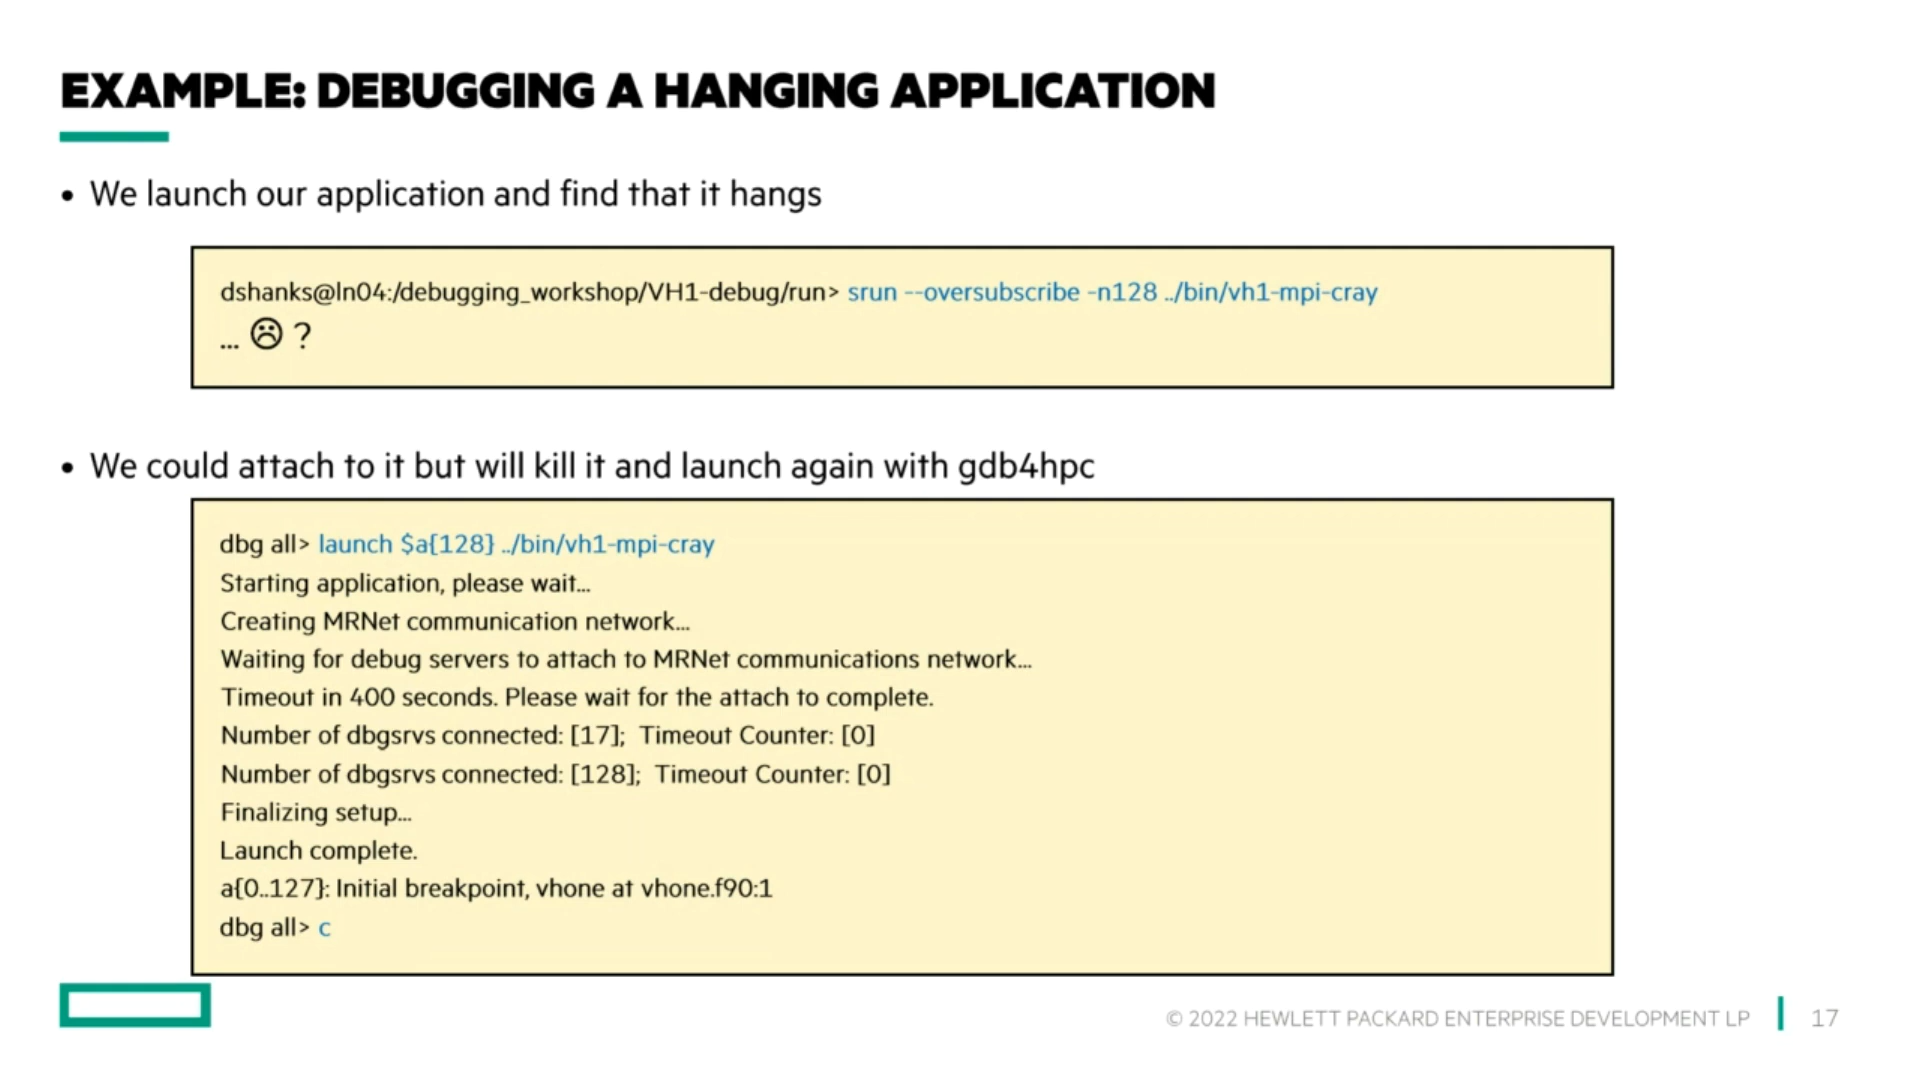 EXAMPLE: DEBUGGING A HANGING APPLICATION
• We launch our application and find that it hangs
dshanks@ln04:/debugging_workshop/VH1-debug/run> srun --oversubscribe -n128 ../bin/vh1-mpi-cray
... ☹ ?
• We could attach to it but will kill it and launch again with gdb4hpc
dbg all> launch $a{128} ../bin/vh1-mpi-cray
Starting application, please wait...
Creating MRNet communication network...
Waiting for debug servers to attach to MRNet communications network...
Timeout in 400 seconds. Please wait for the attach to complete.
Number of dbgsrvs connected: [17];  Timeout Counter: [0]
Number of dbgsrvs connected: [128];  Timeout Counter: [0]
Finalizing setup...
Launch complete.
a{0..127}: Initial breakpoint, vhone at vhone.f90:1
dbg all> c
© 2022 HEWLETT PACKARD ENTERPRISE DEVELOPMENT LP | 17